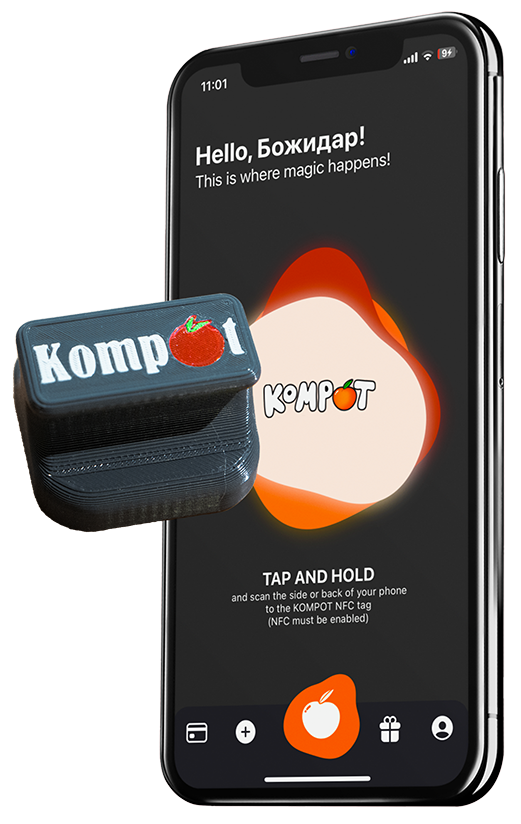 11:01
9
Hello, Божидар!
This is where magic happens!
Kompot
KOMPOT
TAP AND HOLD
and scan the side or back of your phone
to the KOMPOT NFC tag
(NFC must be enabled)